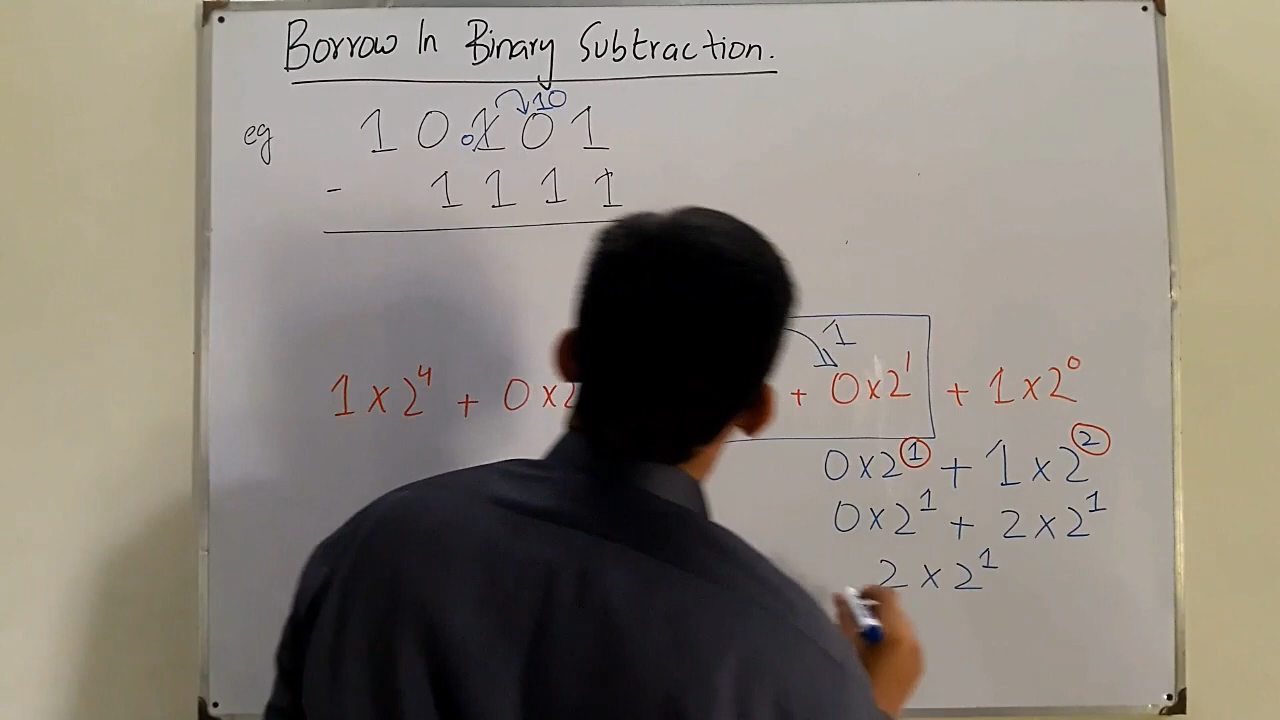 Borrow In Binary Subtraction.
10
eg 1 0 0 1 0 1
- 1 1 1 1
1
1 x 2^4 + 0 x 2 + 0 x 2^1 + 1 x 2^0
0 x 2^1 + 1 x 2^2
0 x 2^1 + 2 x 2^1
2 x 2^1